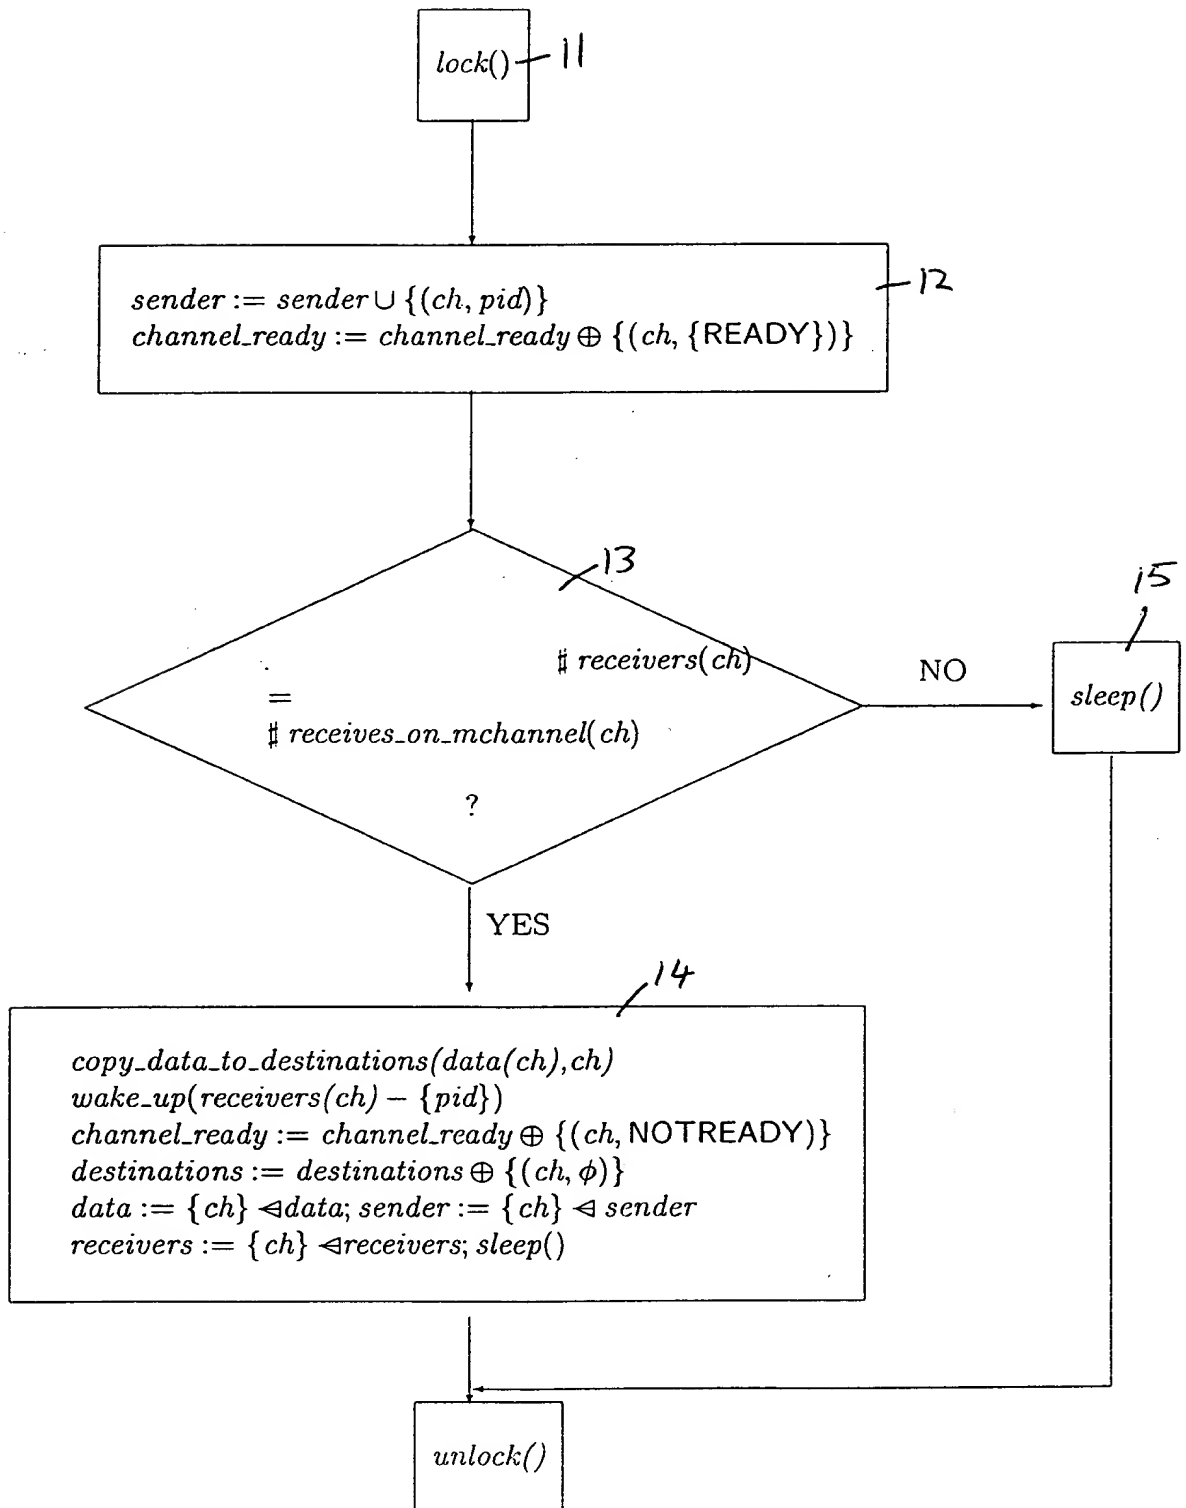 lock() 11
12
sender := sender ∪ {(ch, pid)}
channel_ready := channel_ready ⊕ {(ch, {READY})}
13
15
♯ receivers(ch)
NO
sleep()
=
♯ receives_on_mchannel(ch)
?
YES
14
copy_data_to_destinations(data(ch),ch)
wake_up(receivers(ch) − {pid})
channel_ready := channel_ready ⊕ {(ch, NOTREADY)}
destinations := destinations ⊕ {(ch, ϕ)}
data := {ch} ⩤data; sender := {ch} ⩤ sender
receivers := {ch} ⩤receivers; sleep()
unlock()